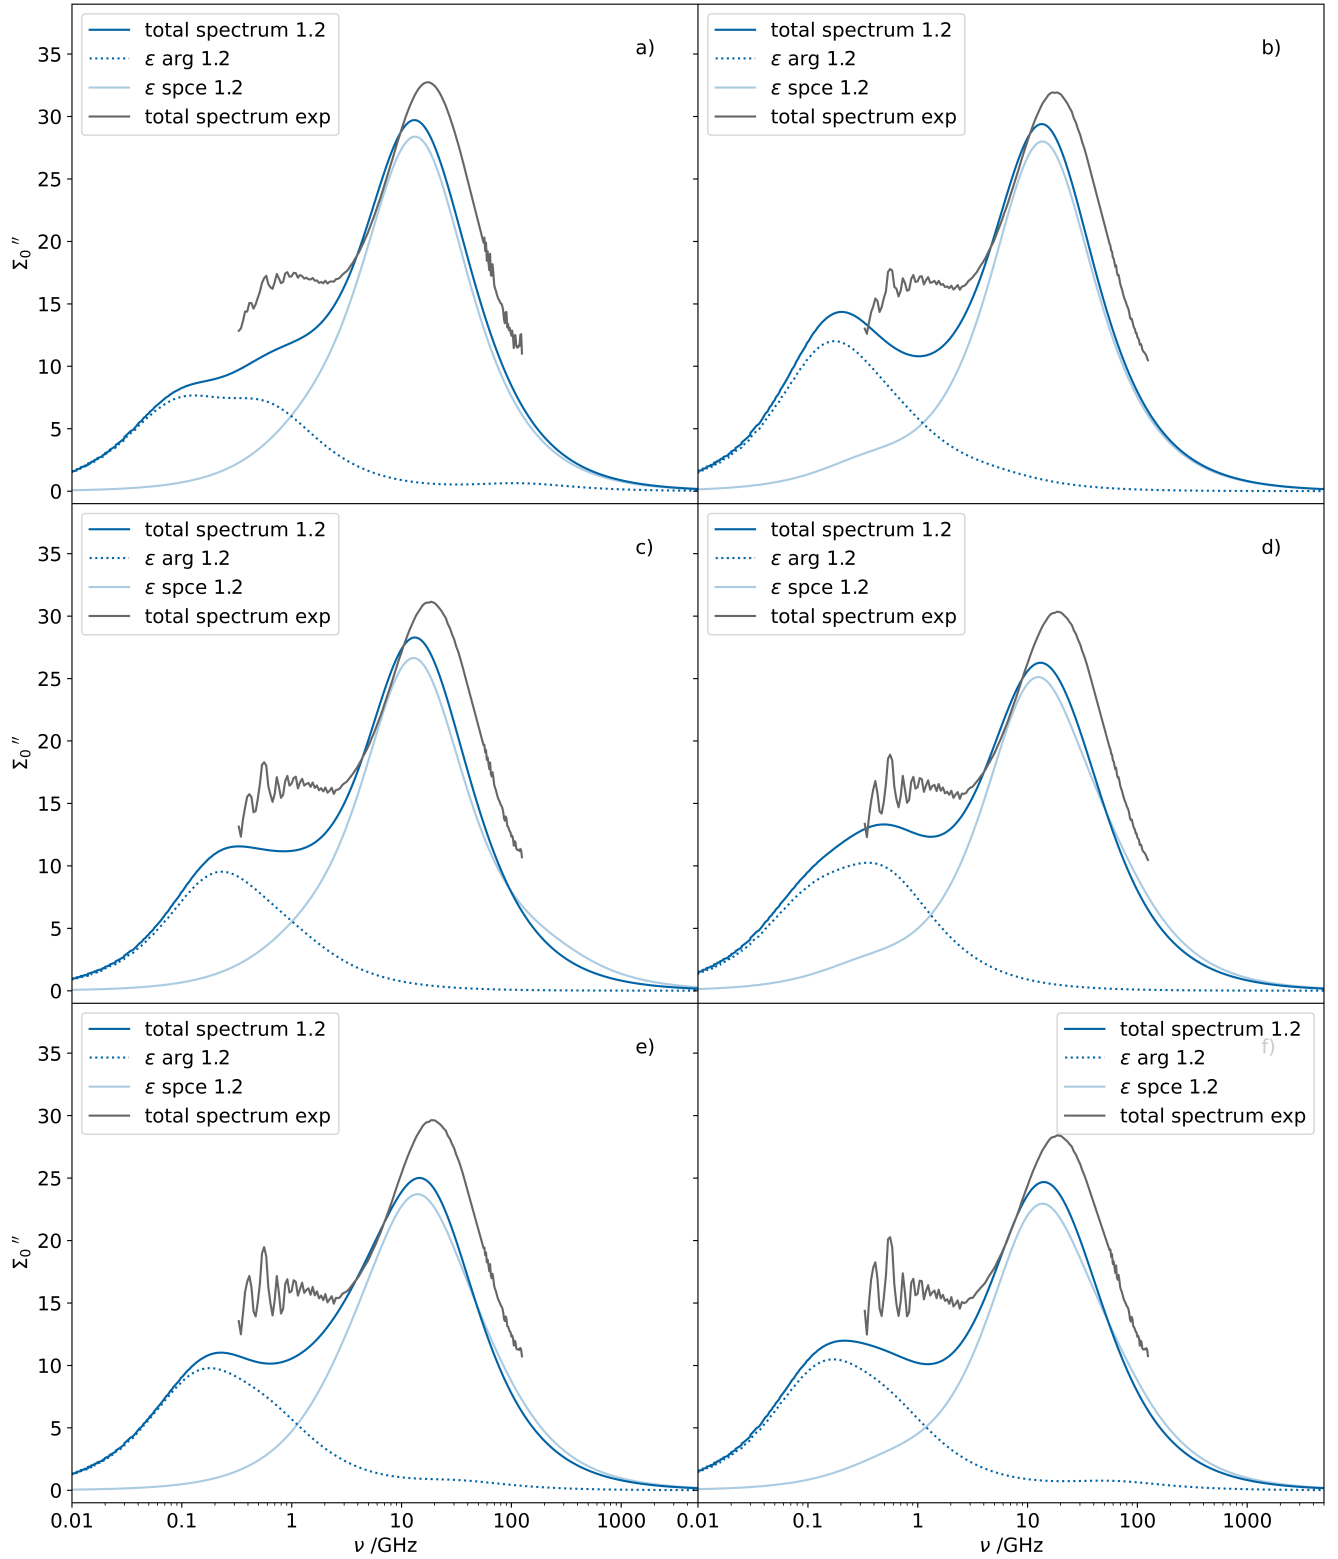 total spectrum 1.2
ε arg 1.2
ε spce 1.2
total spectrum exp
a)
35
30
25
20
15
10
5
0
Σ₀ ″
total spectrum 1.2
ε arg 1.2
ε spce 1.2
total spectrum exp
b)
total spectrum 1.2
ε arg 1.2
ε spce 1.2
total spectrum exp
c)
35
30
25
20
15
10
5
0
Σ₀ ″
total spectrum 1.2
ε arg 1.2
ε spce 1.2
total spectrum exp
d)
total spectrum 1.2
ε arg 1.2
ε spce 1.2
total spectrum exp
e)
35
30
25
20
15
10
5
0
Σ₀ ″
total spectrum 1.2
ε arg 1.2
ε spce 1.2
total spectrum exp
f)
0.01 0.1 1 10 100 1000
ν /GHz
0.01 0.1 1 10 100 1000
ν /GHz